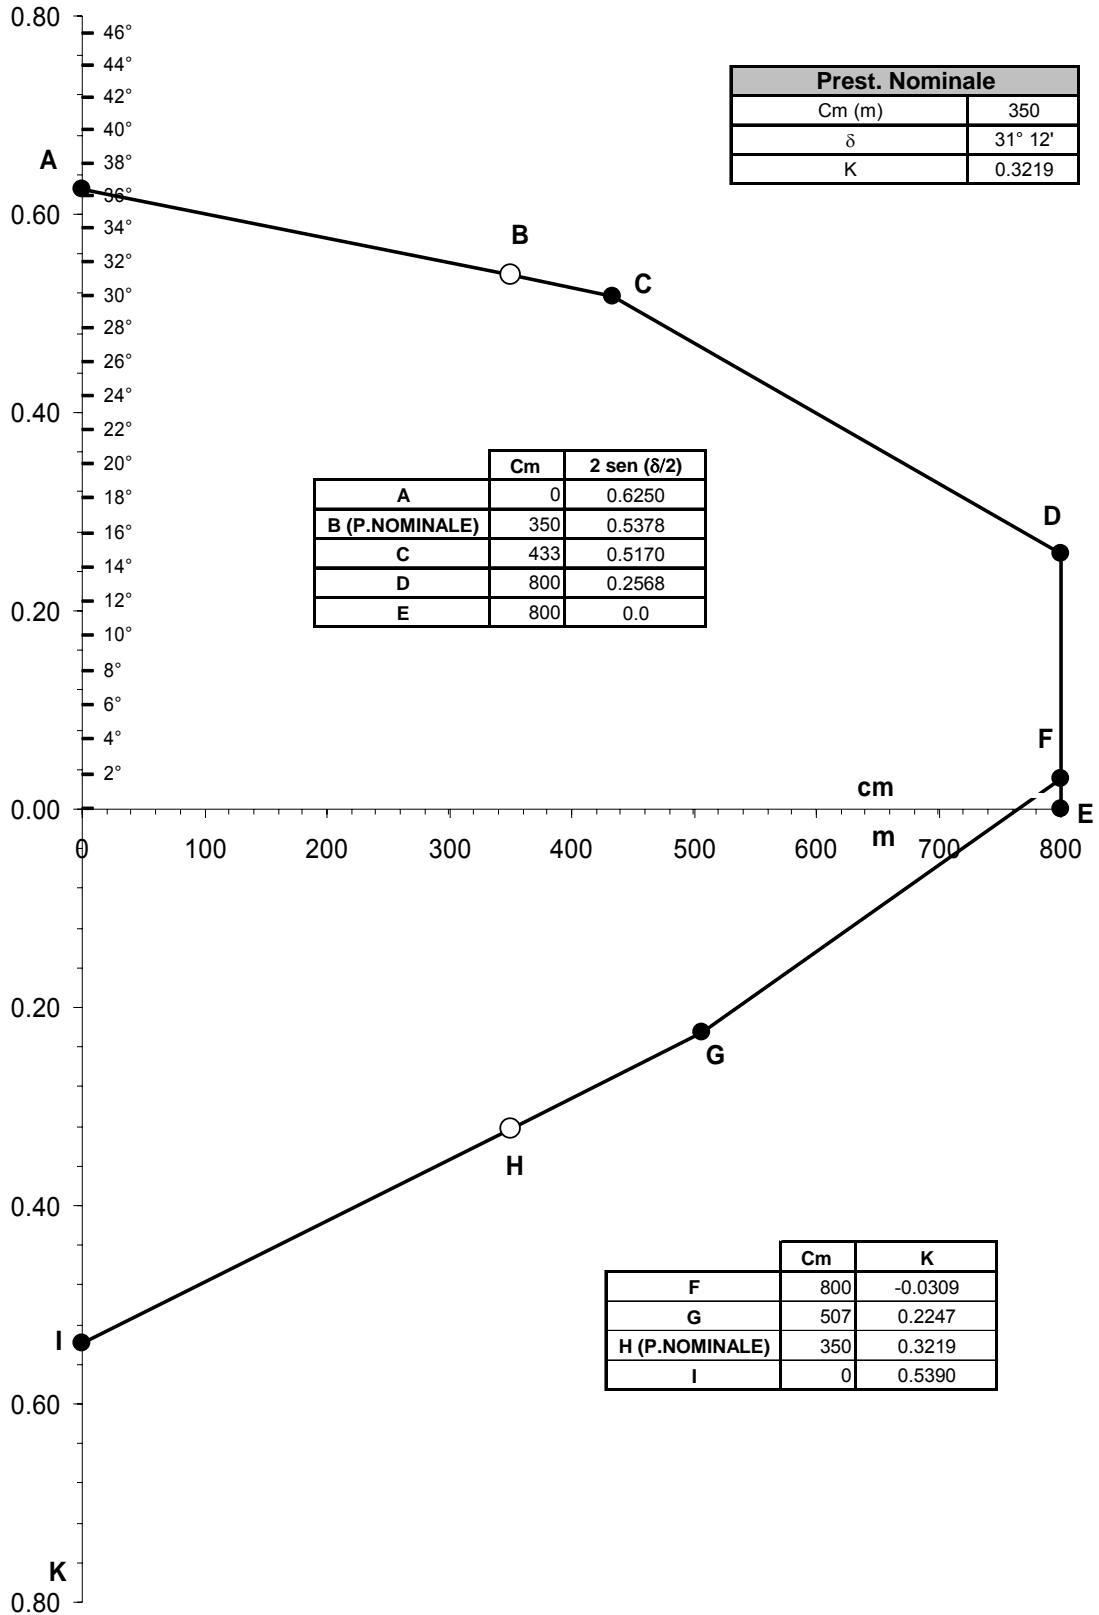 0.80
46°
44°
42°
40°
38°
36°
34°
32°
30°
28°
26°
24°
22°
20°
18°
16°
14°
12°
10°
8°
6°
4°
2°
0.60
0.40
0.20
0.00
Prest. Nominale
Cm (m) 350
δ 31° 12'
K 0.3219
A
B
C
D
Cm 2 sen (δ/2)
A 0 0.6250
B (P.NOMINALE) 350 0.5378
C 433 0.5170
D 800 0.2568
E 800 0.0
F
cm
E
m
0 100 200 300 400 500 600 700 800
0.20
G
H
0.40
I
Cm K
F 800 -0.0309
G 507 0.2247
H (P.NOMINALE) 350 0.3219
I 0 0.5390
0.60
K
0.80